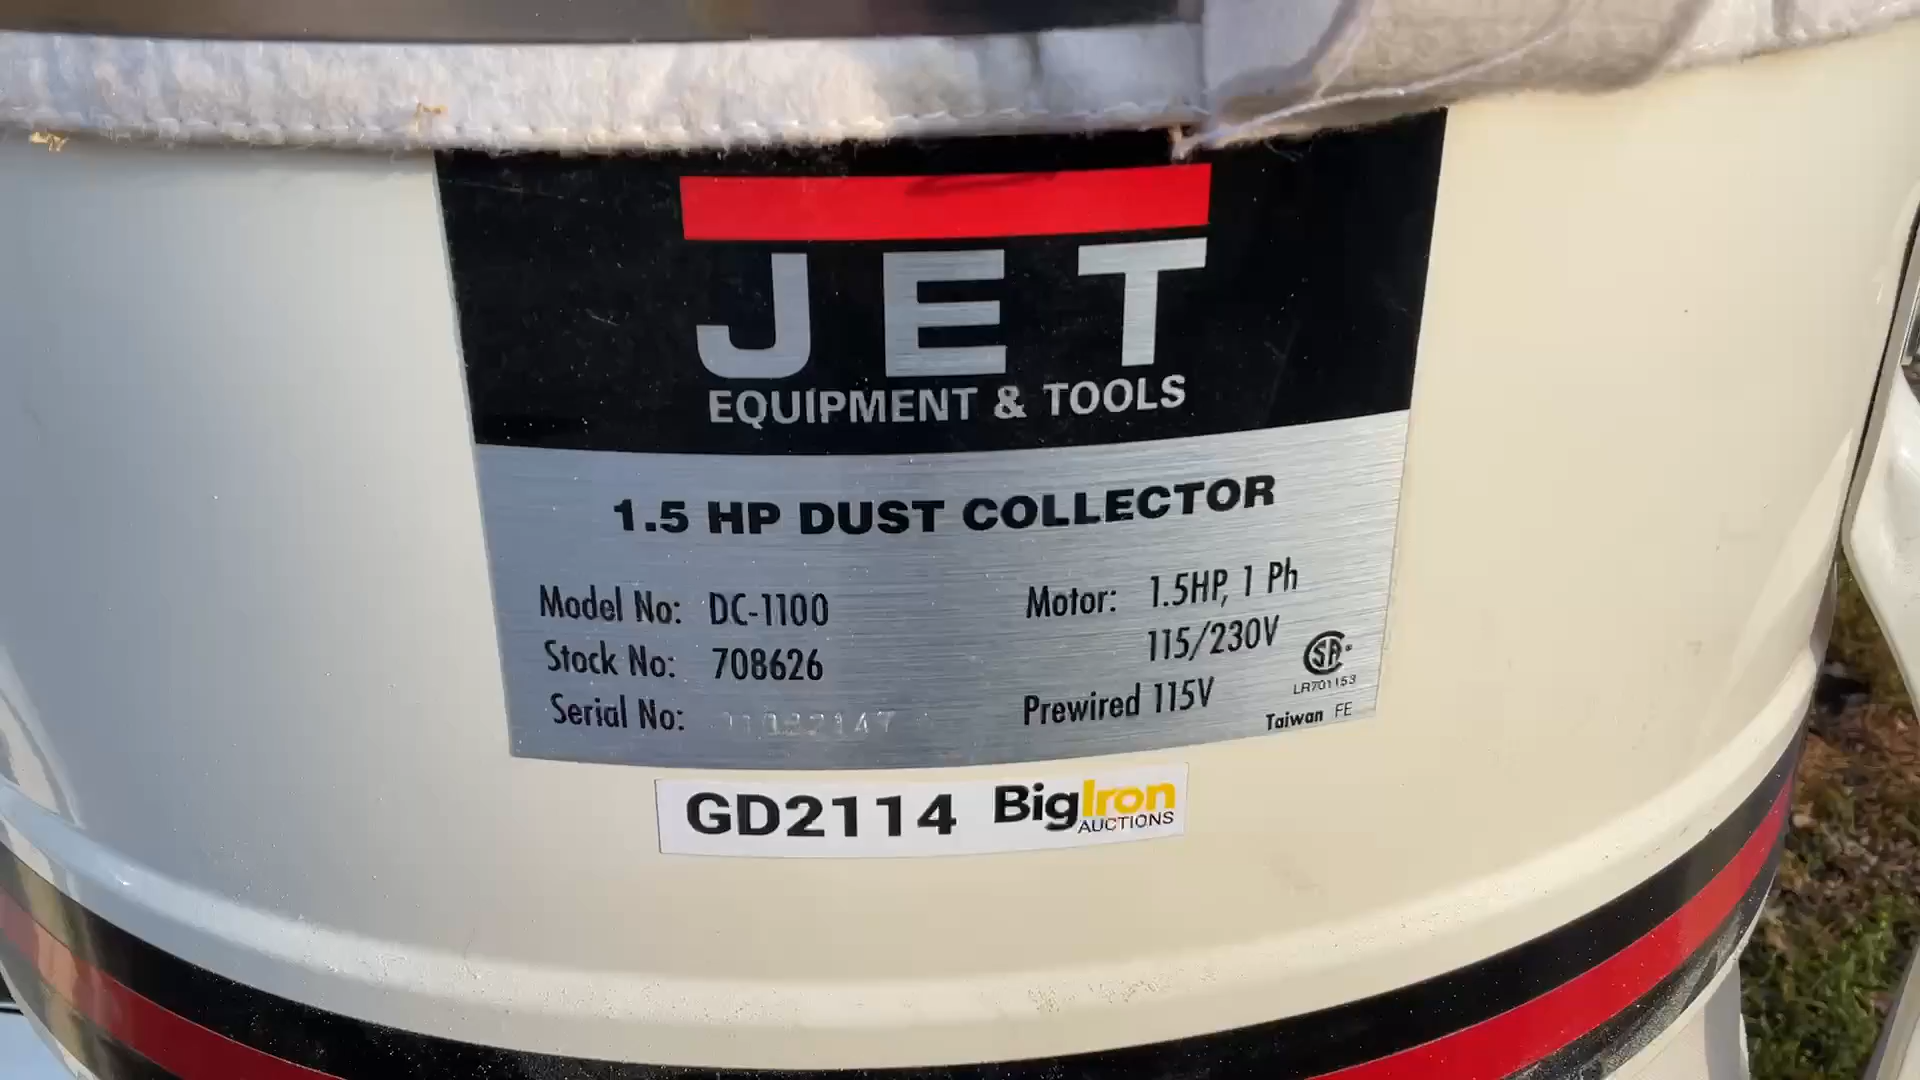 JET
EQUIPMENT & TOOLS
1.5 HP DUST COLLECTOR
Model No: DC-1100
Stock No: 708626
Serial No:
Motor: 1.5HP, 1 Ph
115/230V
Prewired 115V
LR701153
Taiwan FE
GD2114 BigIron
AUCTIONS